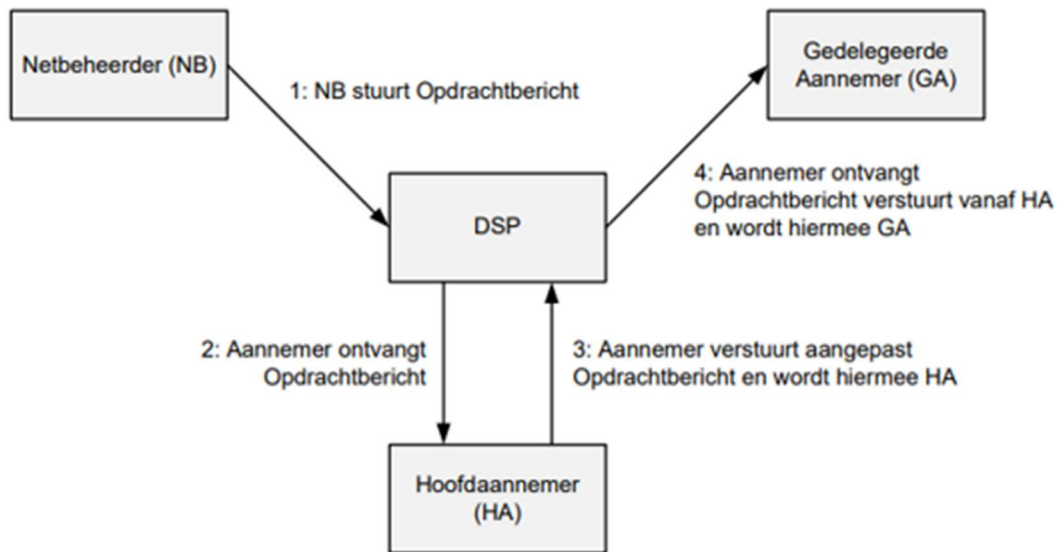 Netbeheerder (NB)
Gedelegeerde
Aannemer (GA)
1: NB stuurt Opdrachtbericht
4: Aannemer ontvangt
Opdrachtbericht verstuurt vanaf HA
en wordt hiermee GA
DSP
2: Aannemer ontvangt
Opdrachtbericht
3: Aannemer verstuurt aangepast
Opdrachtbericht en wordt hiermee HA
Hoofdaannemer
(HA)